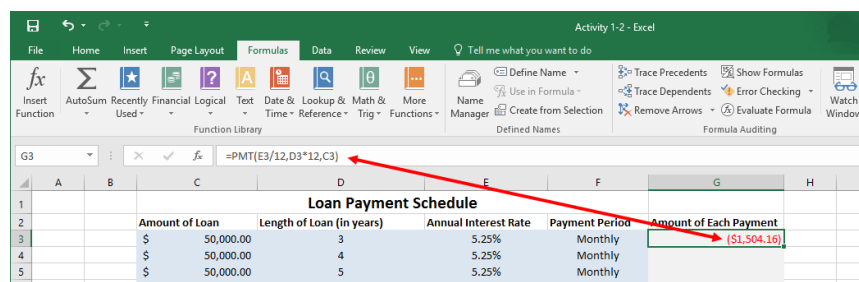 Activity 1-2 - Excel
File Home Insert Page Layout Formulas Data Review View Tell me what you want to do
fx Σ ? A θ ...
Define Name Trace Precedents Show Formulas
Use in Formula Trace Dependents Error Checking
Create from Selection Remove Arrows Evaluate Formula
Insert AutoSum Recently Financial Logical Text Date & Lookup & Math & More Name Watch
Function Used Time Reference Trig Functions Manager Window
Function Library Defined Names Formula Auditing
G3 fx =PMT(E3/12,D3*12,C3)
A B C D E F G H
1 Loan Payment Schedule
2 Amount of Loan Length of Loan (in years) Annual Interest Rate Payment Period Amount of Each Payment
3 $ 50,000.00 3 5.25% Monthly ($1,504.16)
4 $ 50,000.00 4 5.25% Monthly
5 $ 50,000.00 5 5.25% Monthly